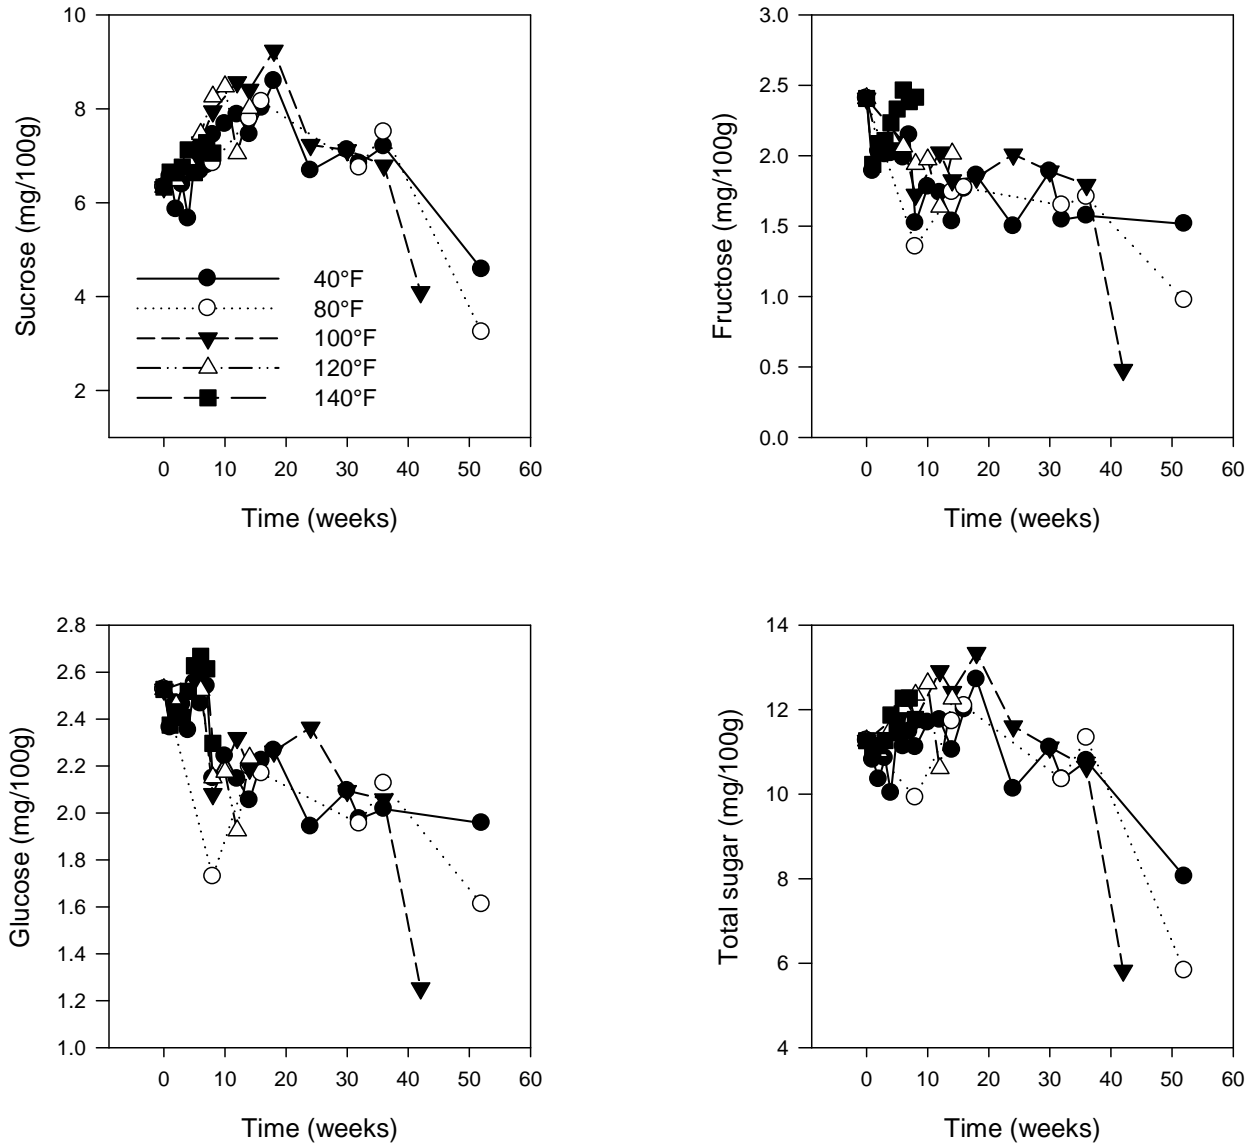 Sucrose (mg/100g)
10
8
6
4
2
40°F
80°F
100°F
120°F
140°F
0 10 20 30 40 50 60
Time (weeks)
Fructose (mg/100g)
3.0
2.5
2.0
1.5
1.0
0.5
0.0
0 10 20 30 40 50 60
Time (weeks)
Glucose (mg/100g)
2.8
2.6
2.4
2.2
2.0
1.8
1.6
1.4
1.2
1.0
0 10 20 30 40 50 60
Time (weeks)
Total sugar (mg/100g)
14
12
10
8
6
4
0 10 20 30 40 50 60
Time (weeks)